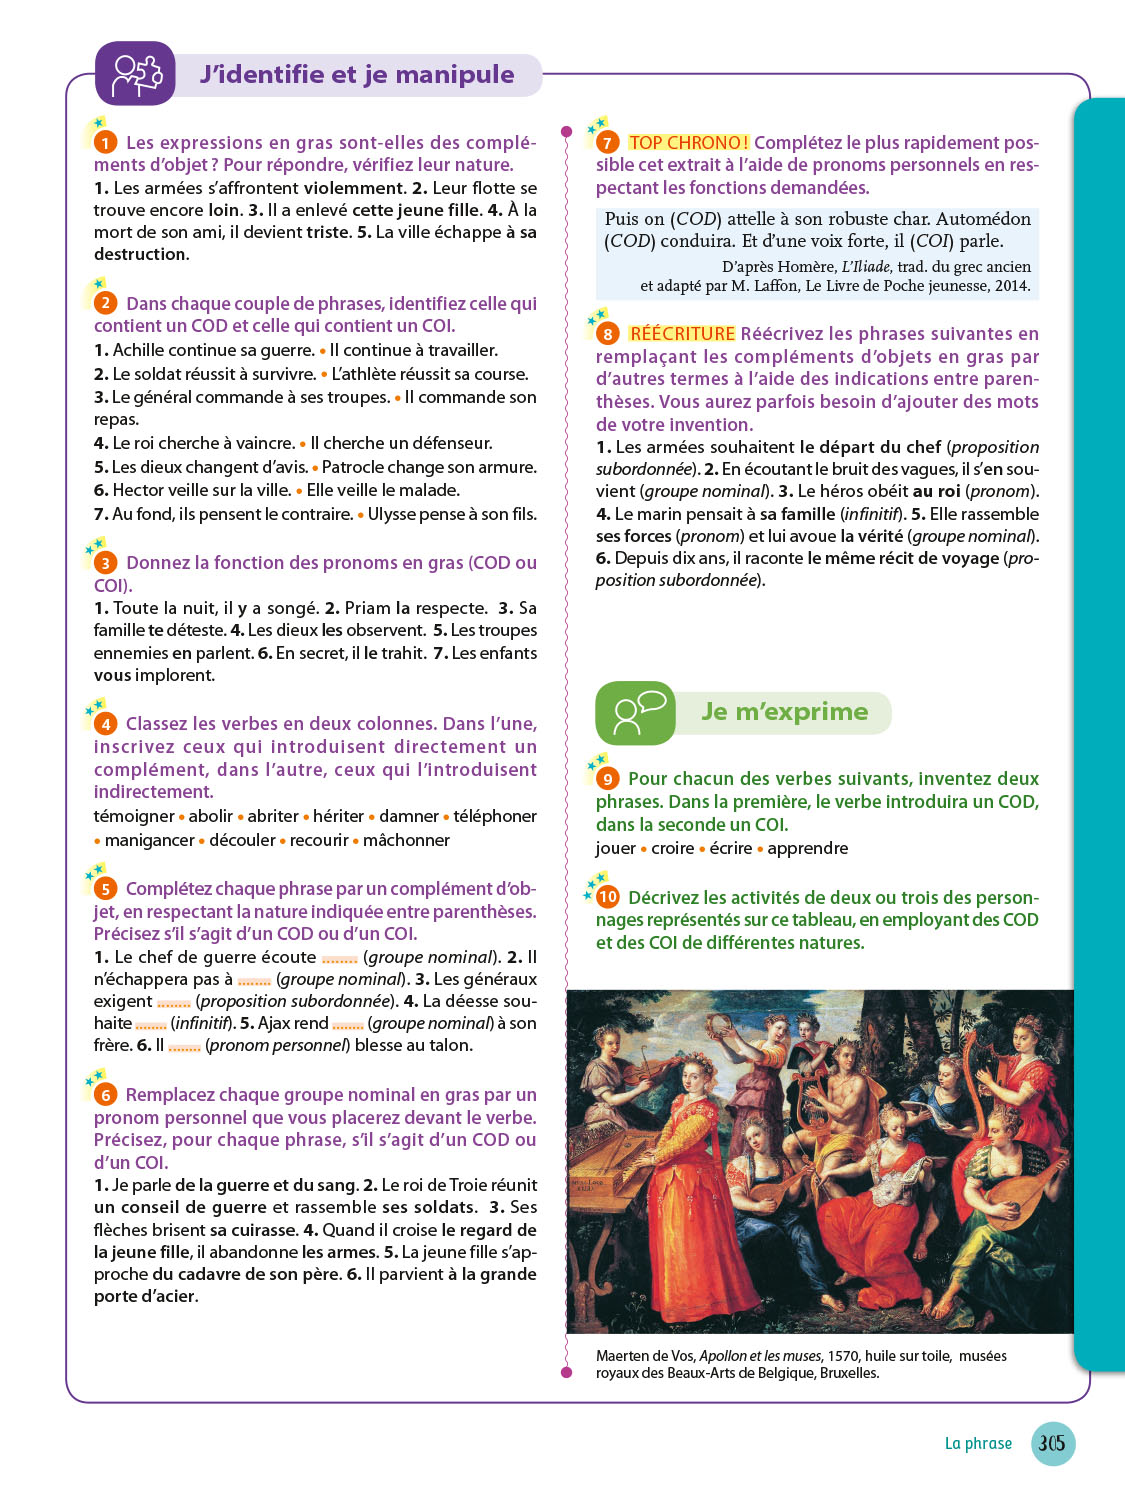 J'identifie et je manipule
1 Les expressions en gras sont-elles des complé-
ments d'objet ? Pour répondre, vérifiez leur nature.
1. Les armées s'affrontent violemment. 2. Leur flotte se
trouve encore loin. 3. Il a enlevé cette jeune fille. 4. À la
mort de son ami, il devient triste. 5. La ville échappe à sa
destruction.
2 Dans chaque couple de phrases, identifiez celle qui
contient un COD et celle qui contient un COI.
1. Achille continue sa guerre. • Il continue à travailler.
2. Le soldat réussit à survivre. • L'athlète réussit sa course.
3. Le général commande à ses troupes. • Il commande son
repas.
4. Le roi cherche à vaincre. • Il cherche un défenseur.
5. Les dieux changent d'avis. • Patrocle change son armure.
6. Hector veille sur la ville. • Elle veille le malade.
7. Au fond, ils pensent le contraire. • Ulysse pense à son fils.
3 Donnez la fonction des pronoms en gras (COD ou
COI).
1. Toute la nuit, il y a songé. 2. Priam la respecte. 3. Sa
famille te déteste. 4. Les dieux les observent. 5. Les troupes
ennemies en parlent. 6. En secret, il le trahit. 7. Les enfants
vous implorent.
4 Classez les verbes en deux colonnes. Dans l'une,
inscrivez ceux qui introduisent directement un
complément, dans l'autre, ceux qui l'introduisent
indirectement.
témoigner • abolir • abriter • hériter • damner • téléphoner
• manigancer • découler • recourir • mâchonner
5 Complétez chaque phrase par un complément d'ob-
jet, en respectant la nature indiquée entre parenthèses.
Précisez s'il s'agit d'un COD ou d'un COI.
1. Le chef de guerre écoute ........ (groupe nominal). 2. Il
n'échappera pas à ........ (groupe nominal). 3. Les généraux
exigent ........ (proposition subordonnée). 4. La déesse sou-
haite ........ (infinitif). 5. Ajax rend ........ (groupe nominal) à son
frère. 6. Il ........ (pronom personnel) blesse au talon.
6 Remplacez chaque groupe nominal en gras par un
pronom personnel que vous placerez devant le verbe.
Précisez, pour chaque phrase, s'il s'agit d'un COD ou
d'un COI.
1. Je parle de la guerre et du sang. 2. Le roi de Troie réunit
un conseil de guerre et rassemble ses soldats. 3. Ses
flèches brisent sa cuirasse. 4. Quand il croise le regard de
la jeune fille, il abandonne les armes. 5. La jeune fille s'ap-
proche du cadavre de son père. 6. Il parvient à la grande
porte d'acier.
7 TOP CHRONO ! Complétez le plus rapidement pos-
sible cet extrait à l'aide de pronoms personnels en res-
pectant les fonctions demandées.
Puis on (COD) attelle à son robuste char. Automédon
(COD) conduira. Et d'une voix forte, il (COI) parle.
D'après Homère, L'Iliade, trad. du grec ancien
et adapté par M. Laffon, Le Livre de Poche jeunesse, 2014.
8 RÉÉCRITURE Réécrivez les phrases suivantes en
remplaçant les compléments d'objets en gras par
d'autres termes à l'aide des indications entre paren-
thèses. Vous aurez parfois besoin d'ajouter des mots
de votre invention.
1. Les armées souhaitent le départ du chef (proposition
subordonnée). 2. En écoutant le bruit des vagues, il s'en sou-
vient (groupe nominal). 3. Le héros obéit au roi (pronom).
4. Le marin pensait à sa famille (infinitif). 5. Elle rassemble
ses forces (pronom) et lui avoue la vérité (groupe nominal).
6. Depuis dix ans, il raconte le même récit de voyage (pro-
position subordonnée).
Je m'exprime
9 Pour chacun des verbes suivants, inventez deux
phrases. Dans la première, le verbe introduira un COD,
dans la seconde un COI.
jouer • croire • écrire • apprendre
10 Décrivez les activités de deux ou trois des person-
nages représentés sur ce tableau, en employant des COD
et des COI de différentes natures.
Maerten de Vos, Apollon et les muses, 1570, huile sur toile, musées
royaux des Beaux-Arts de Belgique, Bruxelles.
La phrase 305